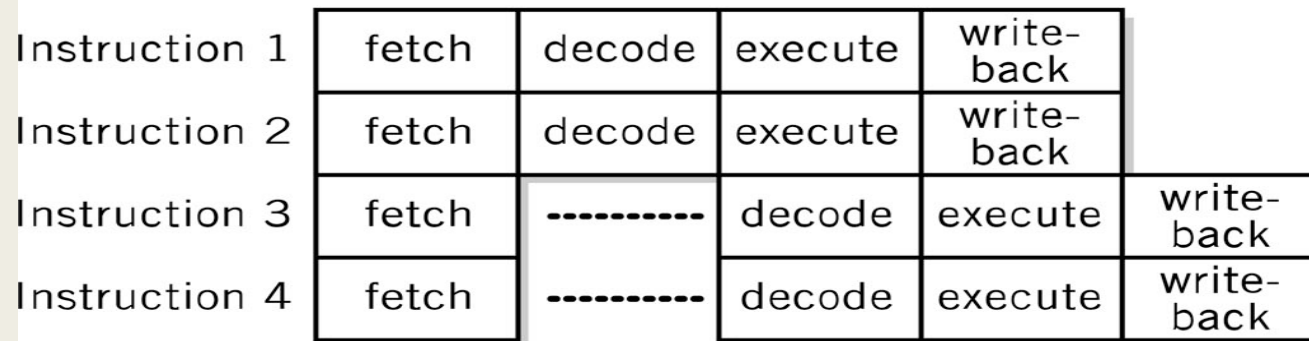 Instruction 1 fetch decode execute write-
back
Instruction 2 fetch decode execute write-
back
Instruction 3 fetch ---------- decode execute write-
back
Instruction 4 fetch ---------- decode execute write-
back